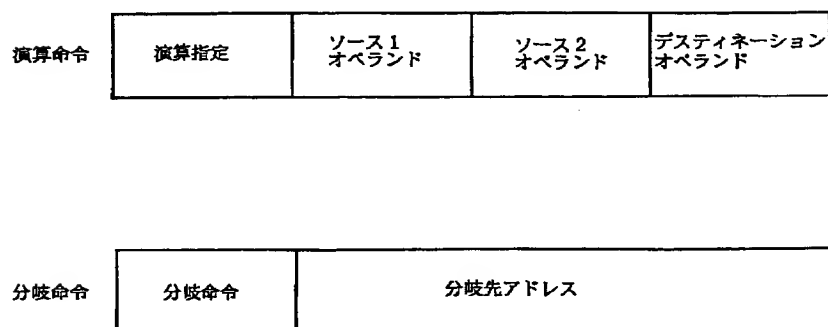 演算命令
演算指定
ソース1
オペランド
ソース2
オペランド
デスティネーション
オペランド
分岐命令
分岐命令
分岐先アドレス